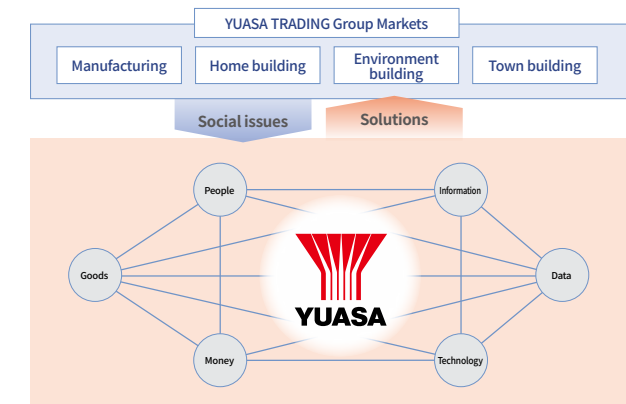 YUASA TRADING Group Markets
Manufacturing
Home building
Environment
building
Town building
Social issues
Solutions
People
Information
Goods
Data
YUASA
Money
Technology